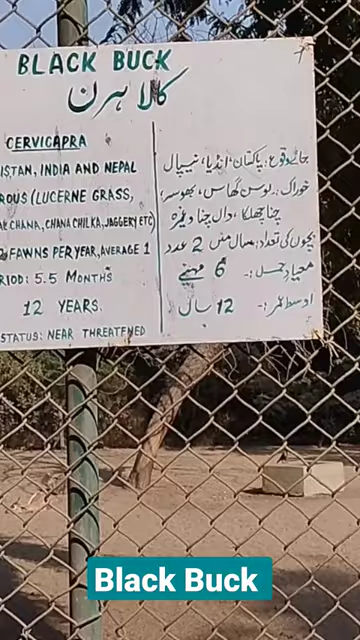 BLACK BUCK
کالا ہرن
CERVICAPRA
ISTAN, INDIA AND NEPAL
ROUS (LUCERNE GRASS,
CHANA, CHANA CHILKA, JAGGERY ETC)
FAWNS PER YEAR, AVERAGE 1
RIOD: 5.5 MONTHS
12 YEARS.
STATUS: NEAR THREATENED
جائے وقوع: پاکستان، انڈیا، نیپال
خوراک: لوسن گھاس، بھوسہ،
چنا چھلکا، دال چنا وغیرہ
بچوں کی تعداد: سال میں 2 عدد
معیاد حمل:- 6 مہینے
اوسط عمر:- 12 سال
Black Buck